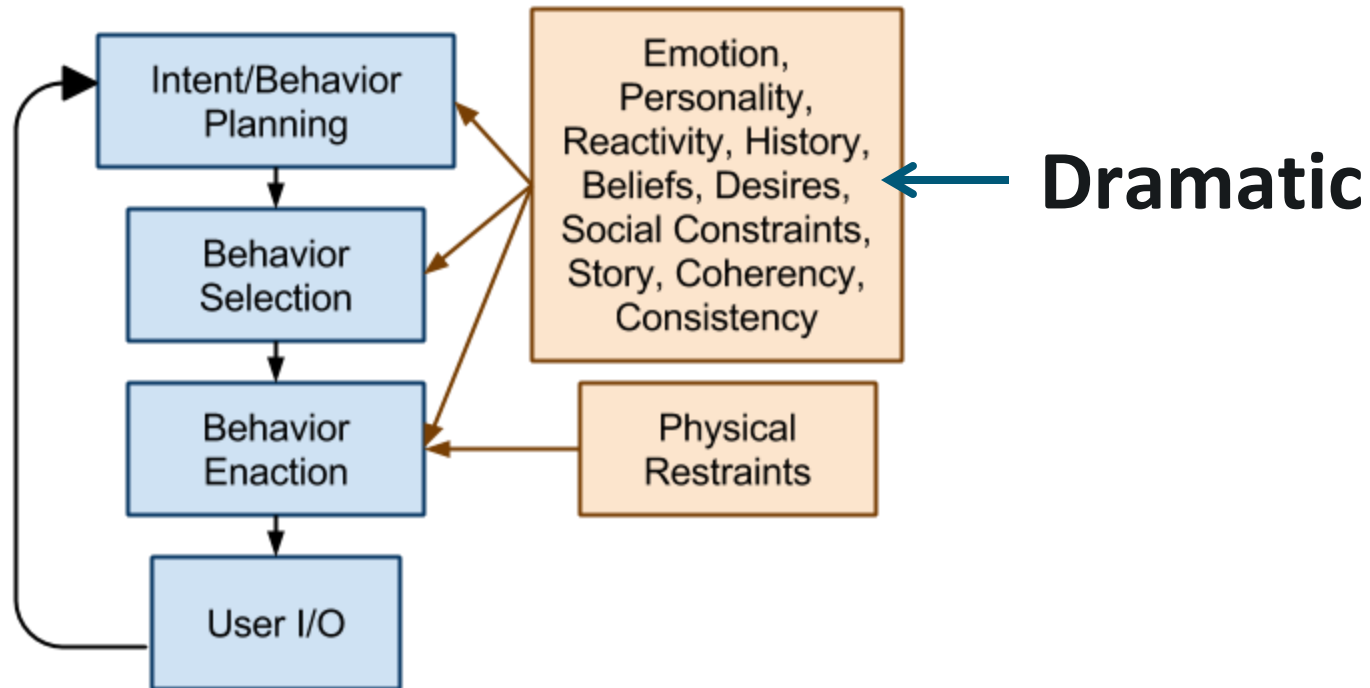 Intent/Behavior
Planning
Behavior
Selection
Behavior
Enaction
User I/O
Emotion,
Personality,
Reactivity, History,
Beliefs, Desires,
Social Constraints,
Story, Coherency,
Consistency
Physical
Restraints
Dramatic